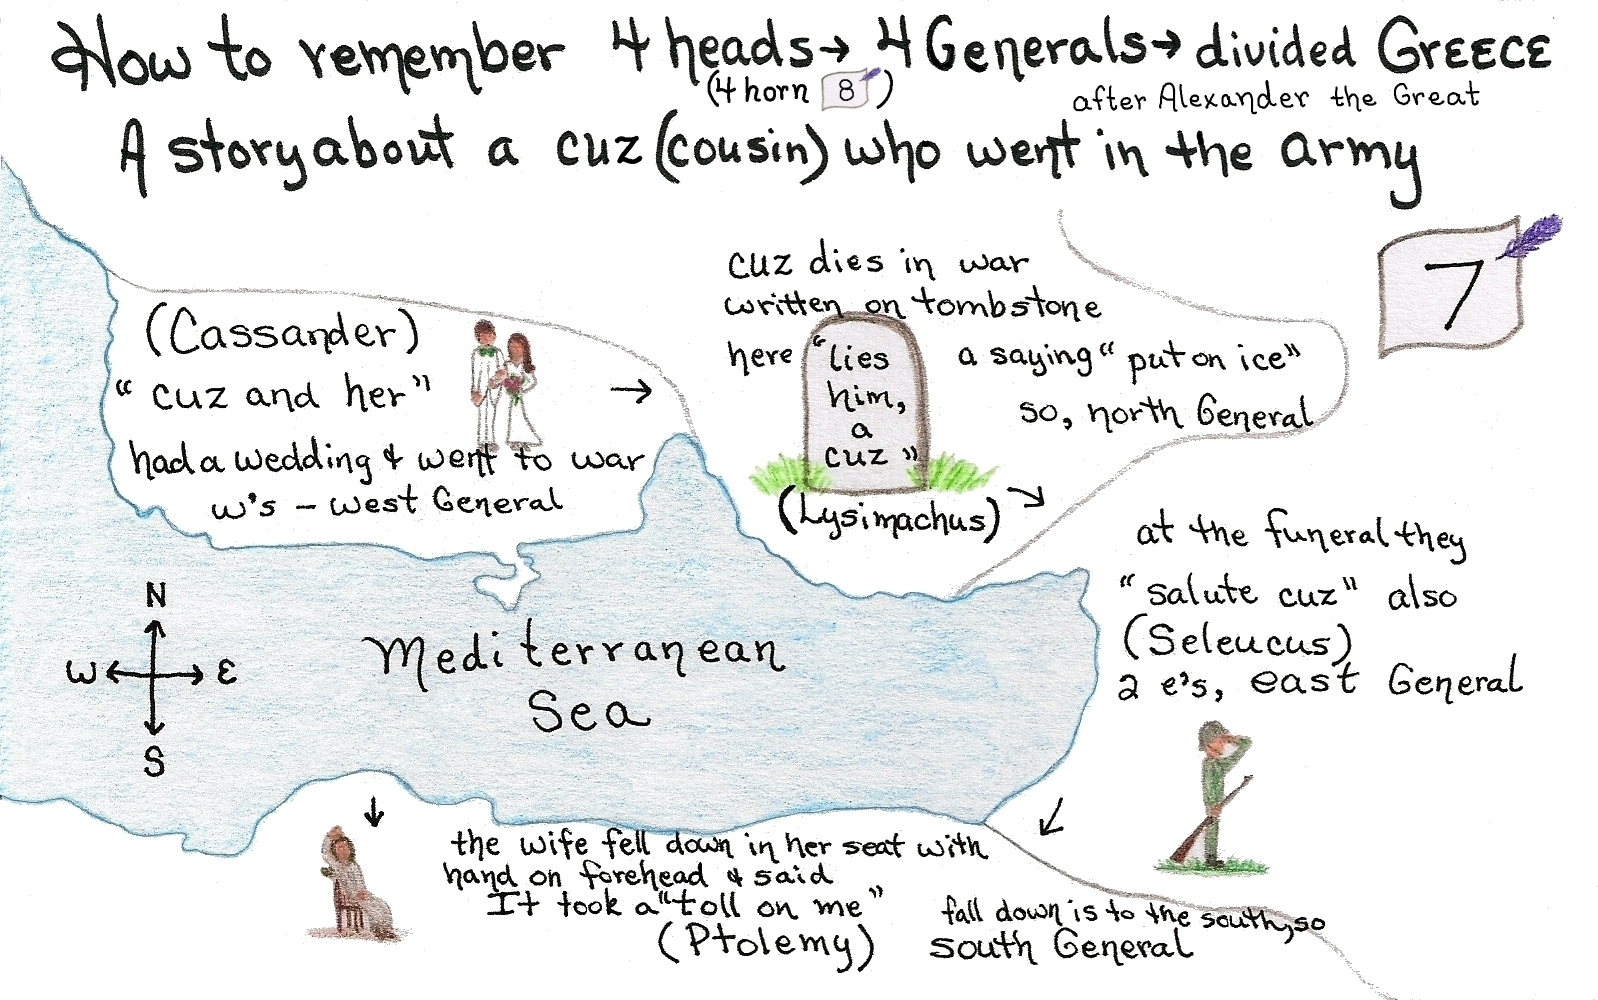 How to remember 4 heads→ 4 Generals→ divided GREECE
(4 horn 8)
after Alexander the Great
A story about a cuz (cousin) who went in the army
7
(Cassander)
"cuz and her"
had a wedding & went to war
w's – west General
cuz dies in war
written on tombstone
here "lies
him,
a
cuz"
(Lysimachus)
a saying "put on ice"
so, north General
at the funeral they
"salute cuz" also
(Seleucus)
2 e's, east General
N
W E
S
Mediterranean
Sea
the wife fell down in her seat with
hand on forehead & said
It took a "toll on me"
(Ptolemy)
fall down is to the south, so
south General